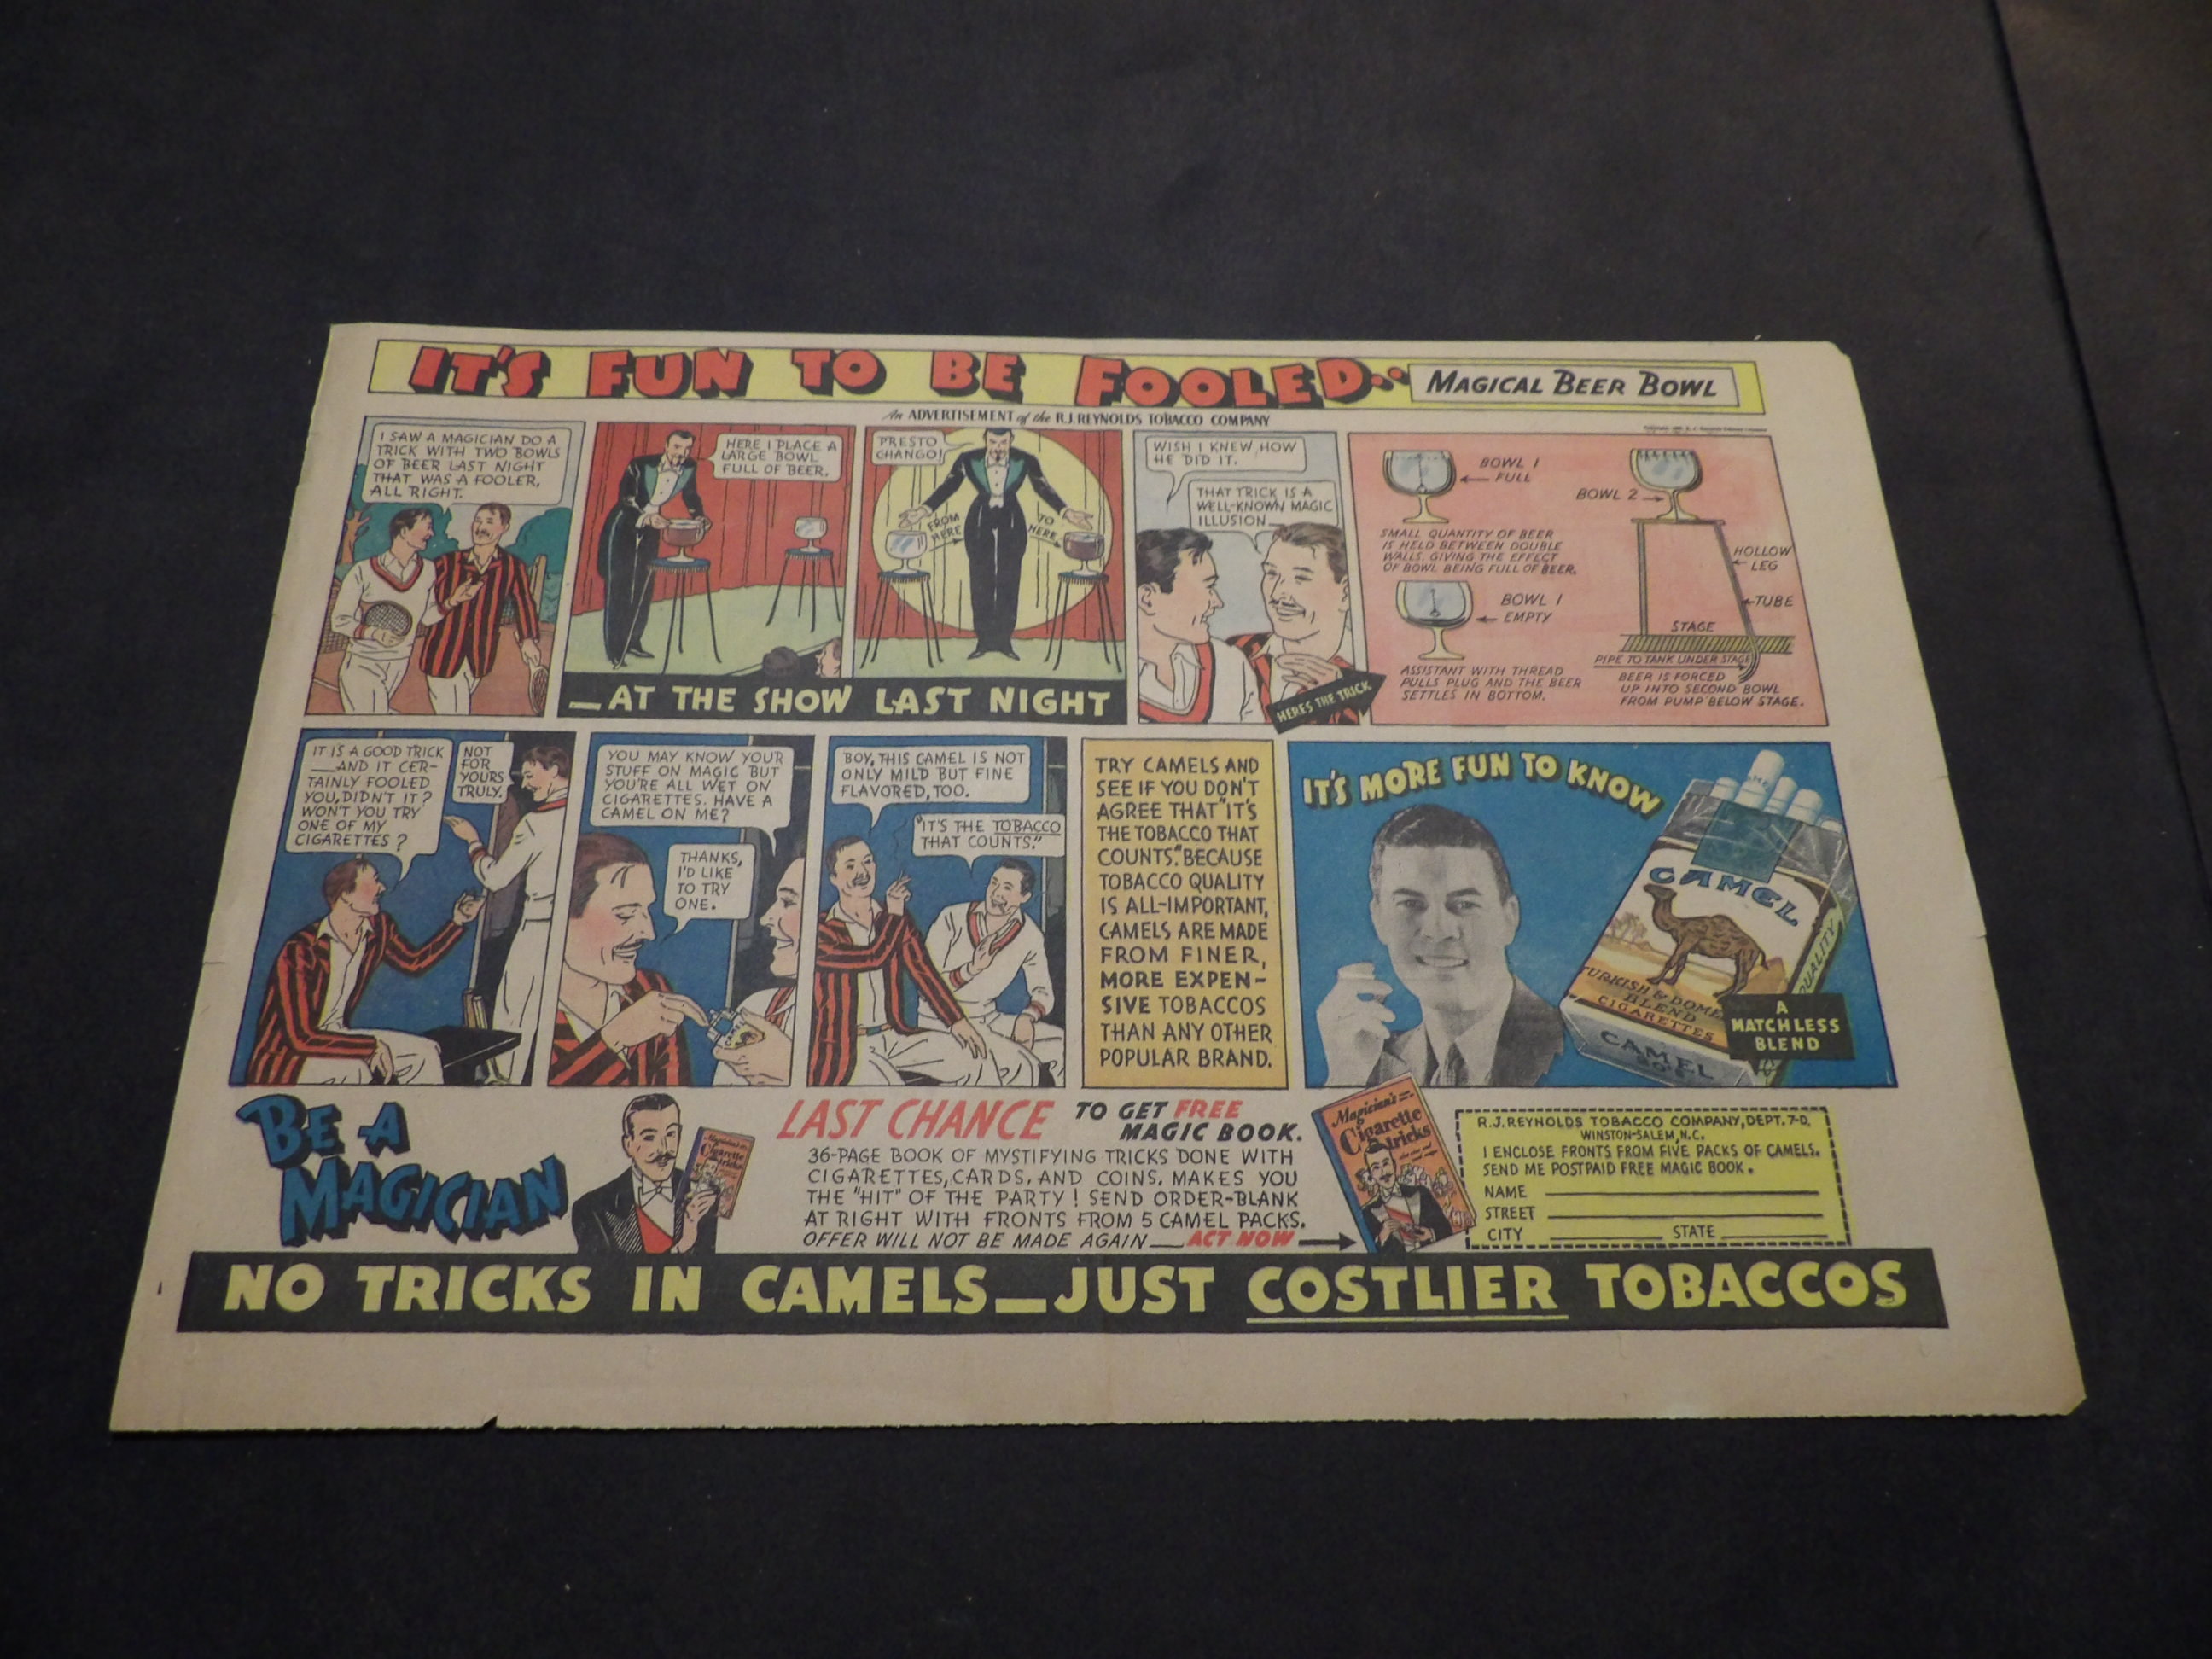 IT'S FUN TO BE FOOLED..
MAGICAL BEER BOWL
An ADVERTISEMENT of the R.J. REYNOLDS TOBACCO COMPANY
I SAW A MAGICIAN DO A
TRICK WITH TWO BOWLS
OF BEER LAST NIGHT
THAT WAS A FOOLER,
ALL RIGHT.
HERE I PLACE A
LARGE BOWL
FULL OF BEER.
PRESTO
CHANGO!
FROM
HERE
TO
HERE
—AT THE SHOW LAST NIGHT
WISH I KNEW HOW
HE DID IT.
THAT TRICK IS A
WELL-KNOWN MAGIC
ILLUSION
HERE'S THE TRICK
BOWL 1
FULL
SMALL QUANTITY OF BEER
IS HELD BETWEEN DOUBLE
WALLS, GIVING THE EFFECT
OF BOWL BEING FULL OF BEER.
BOWL 1
EMPTY
ASSISTANT WITH THREAD
PULLS PLUG AND THE BEER
SETTLES IN BOTTOM.
BOWL 2
HOLLOW
LEG
TUBE
STAGE
PIPE TO TANK UNDER STAGE
BEER IS FORCED
UP INTO SECOND BOWL
FROM PUMP BELOW STAGE.
IT IS A GOOD TRICK
—AND IT CER-
TAINLY FOOLED
YOU, DIDN'T IT?
WON'T YOU TRY
ONE OF MY
CIGARETTES?
NOT
FOR
YOURS
TRULY.
YOU MAY KNOW YOUR
STUFF ON MAGIC BUT
YOU'RE ALL WET ON
CIGARETTES. HAVE A
CAMEL ON ME?
THANKS,
I'D LIKE
TO TRY
ONE.
CAMEL
BOY, THIS CAMEL IS NOT
ONLY MILD BUT FINE
FLAVORED, TOO.
"IT'S THE TOBACCO
THAT COUNTS."
TRY CAMELS AND
SEE IF YOU DON'T
AGREE THAT "IT'S
THE TOBACCO THAT
COUNTS." BECAUSE
TOBACCO QUALITY
IS ALL-IMPORTANT,
CAMELS ARE MADE
FROM FINER,
MORE EXPEN-
SIVE TOBACCOS
THAN ANY OTHER
POPULAR BRAND.
IT'S MORE FUN TO KNOW
CAMEL
TURKISH & DOME
BLEND
CIGARETTES
QUALITY
CAMEL
20'S
A
MATCHLESS
BLEND
BE A
MAGICIAN
Magician's
Cigarette
tricks
LAST CHANCE TO GET FREE
MAGIC BOOK.
36-PAGE BOOK OF MYSTIFYING TRICKS DONE WITH
CIGARETTES, CARDS, AND COINS. MAKES YOU
THE "HIT" OF THE PARTY! SEND ORDER-BLANK
AT RIGHT WITH FRONTS FROM 5 CAMEL PACKS.
OFFER WILL NOT BE MADE AGAIN—ACT NOW
Magician's
Cigarette
tricks
R.J. REYNOLDS TOBACCO COMPANY, DEPT. 7-D,
WINSTON-SALEM, N.C.
I ENCLOSE FRONTS FROM FIVE PACKS OF CAMELS.
SEND ME POSTPAID FREE MAGIC BOOK.
NAME
STREET
CITY STATE
NO TRICKS IN CAMELS—JUST COSTLIER TOBACCOS